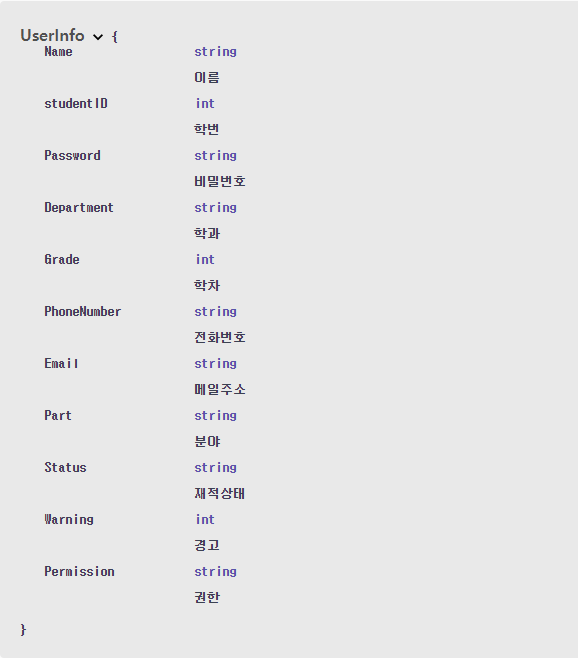 UserInfo {
Name string
이름
studentID int
학번
Password string
비밀번호
Department string
학과
Grade int
학차
PhoneNumber string
전화번호
Email string
메일주소
Part string
분야
Status string
재적상태
Warning int
경고
Permission string
권한
}